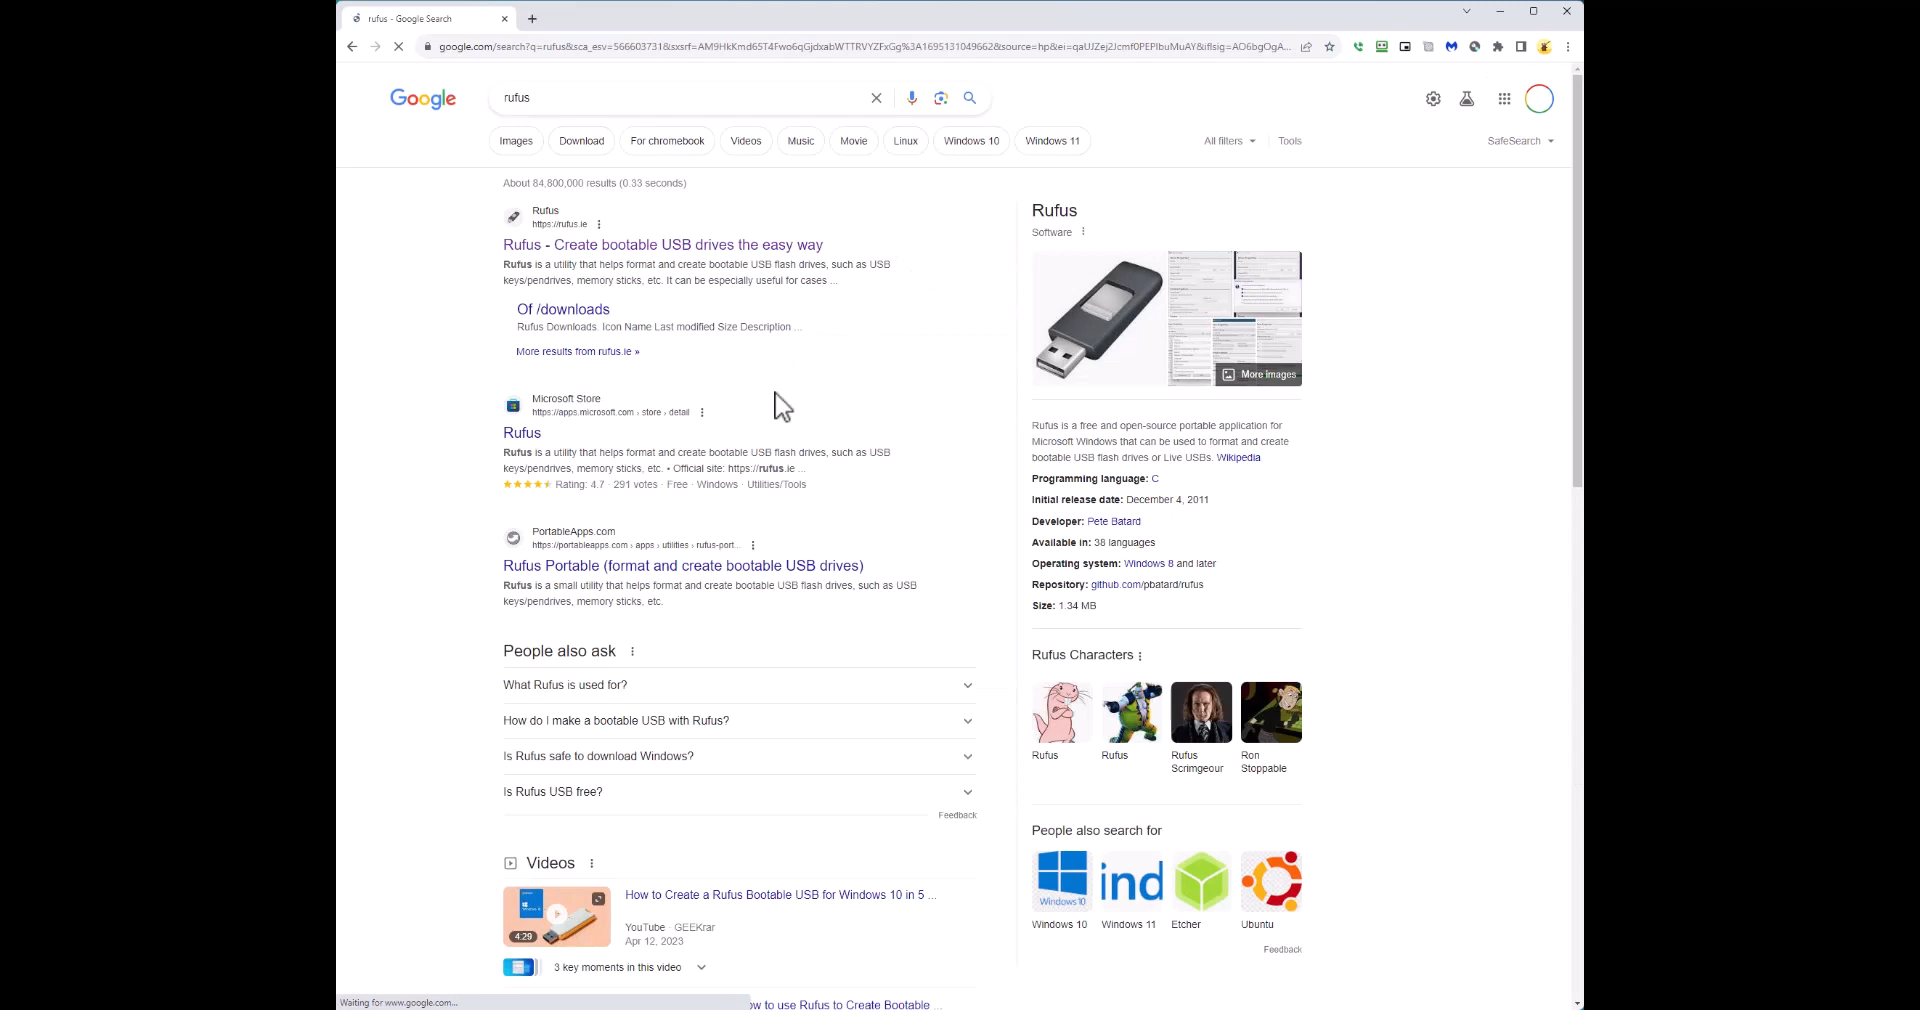 rufus - Google Search
google.com/search?q=rufus&sca_esv=566603731&sxsrf=AM9HkKmd65T4Fwo6qGjdxabWTTRVYZFxGg%3A1695131049662&source=hp&ei=qaUJZej2Jcmf0PEPIbuMuAY&iflsig=AO6bgOgA...
Google
rufus
Images
Download
For chromebook
Videos
Music
Movie
Linux
Windows 10
Windows 11
All filters
Tools
SafeSearch
About 84,800,000 results (0.33 seconds)
Rufus
https://rufus.ie
Rufus - Create bootable USB drives the easy way
Rufus is a utility that helps format and create bootable USB flash drives, such as USB
keys/pendrives, memory sticks, etc. It can be especially useful for cases ...
Of /downloads
Rufus Downloads. Icon Name Last modified Size Description ...
More results from rufus.ie »
Microsoft Store
https://apps.microsoft.com › store › detail
Rufus
Rufus is a utility that helps format and create bootable USB flash drives, such as USB
keys/pendrives, memory sticks, etc. • Official site: https://rufus.ie ...
Rating: 4.7 · 291 votes · Free · Windows · Utilities/Tools
PortableApps.com
https://portableapps.com › apps › utilities › rufus-port...
Rufus Portable (format and create bootable USB drives)
Rufus is a small utility that helps format and create bootable USB flash drives, such as USB
keys/pendrives, memory sticks, etc.
People also ask
What Rufus is used for?
How do I make a bootable USB with Rufus?
Is Rufus safe to download Windows?
Is Rufus USB free?
Feedback
Videos
How to Create a Rufus Bootable USB for Windows 10 in 5 ...
4:29
YouTube · GEEKrar
Apr 12, 2023
3 key moments in this video
ow to use Rufus to Create Bootable ...
Waiting for www.google.com...
Rufus
Software
More images
Rufus is a free and open-source portable application for
Microsoft Windows that can be used to format and create
bootable USB flash drives or Live USBs. Wikipedia
Programming language: C
Initial release date: December 4, 2011
Developer: Pete Batard
Available in: 38 languages
Operating system: Windows 8 and later
Repository: github.com/pbatard/rufus
Size: 1.34 MB
Rufus Characters
Rufus
Rufus
Rufus Scrimgeour
Ron Stoppable
People also search for
Windows 10
ind
Windows 10
Windows 11
Etcher
Ubuntu
Feedback